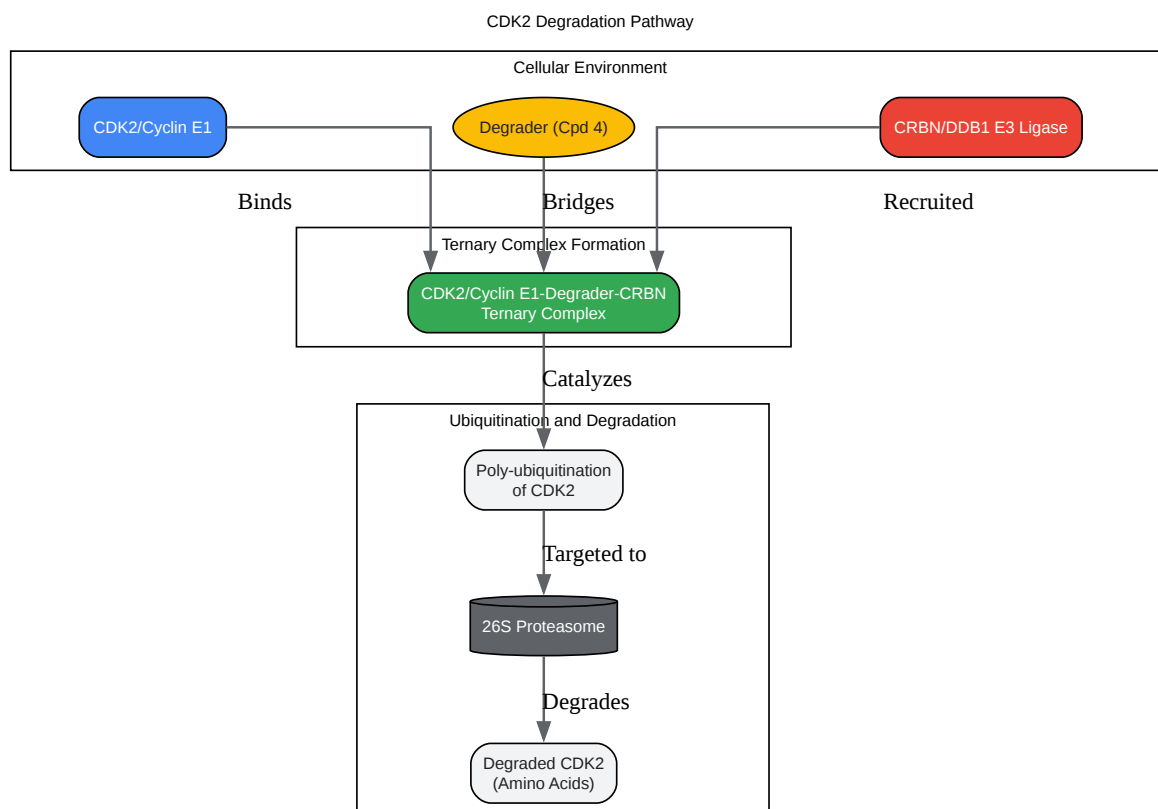 CDK2 Degradation Pathway
Cellular Environment
CDK2/Cyclin E1
Degrader (Cpd 4)
CRBN/DDB1 E3 Ligase
Binds
Bridges
Recruited
Ternary Complex Formation
CDK2/Cyclin E1-Degrader-CRBN
Ternary Complex
Catalyzes
Ubiquitination and Degradation
Poly-ubiquitination
of CDK2
Targeted to
26S Proteasome
Degrades
Degraded CDK2
(Amino Acids)